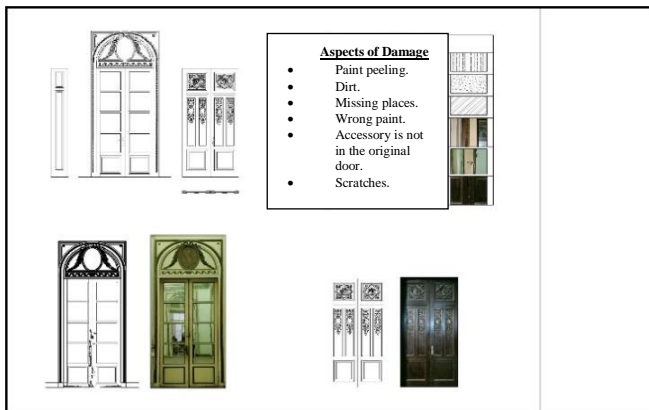 Aspects of Damage
• Paint peeling.
• Dirt.
• Missing places.
• Wrong paint.
• Accessory is not
in the original
door.
• Scratches.